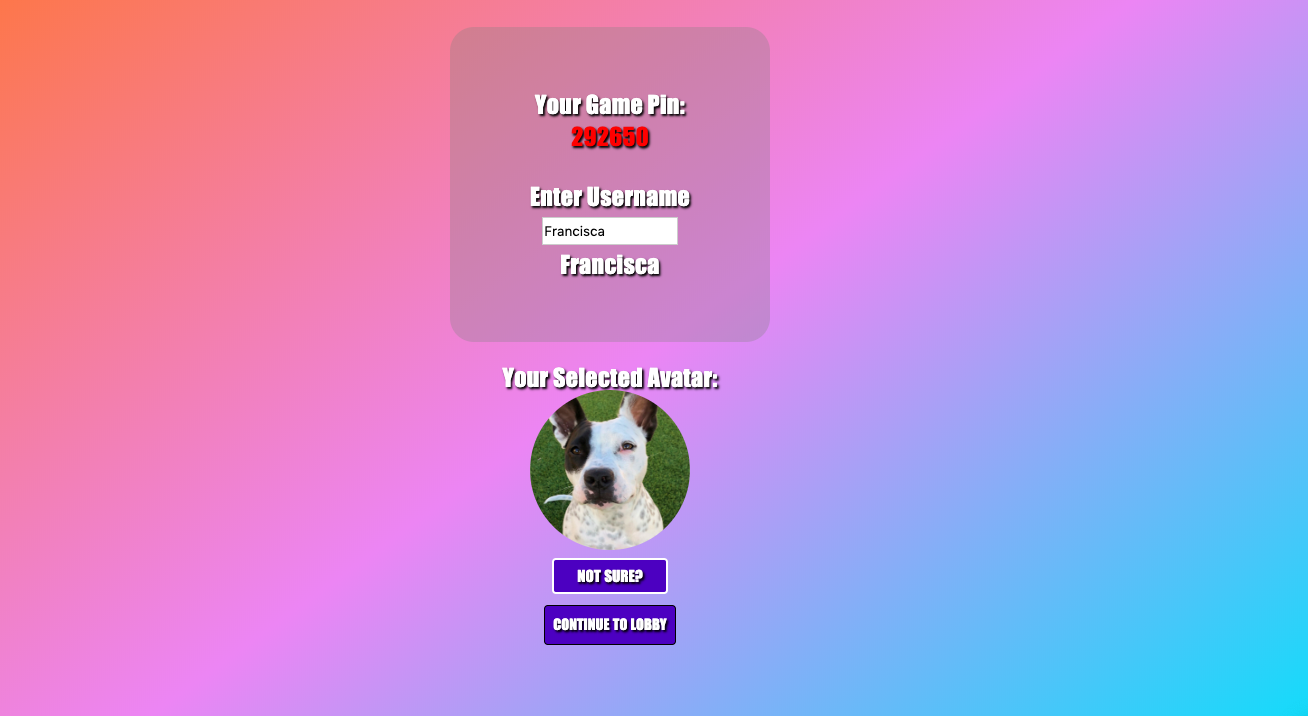 Your Game Pin:
292650
Enter Username
Francisca
Francisca
Your Selected Avatar:
NOT SURE?
CONTINUE TO LOBBY